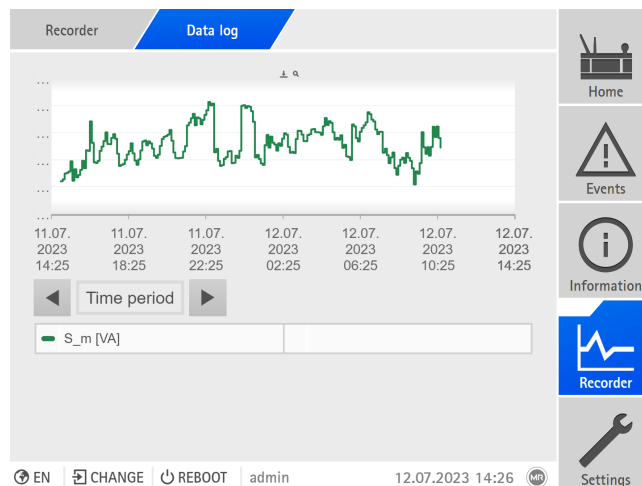 Recorder
Data log
Home
...
...
...
...
...
...
11.07. 11.07. 11.07. 12.07. 12.07. 12.07. 12.07.
2023 2023 2023 2023 2023 2023 2023
14:25 18:25 22:25 02:25 06:25 10:25 14:25
Events
Information
Time period
S_m [VA]
Recorder
EN CHANGE REBOOT admin 12.07.2023 14:26 MR
Settings